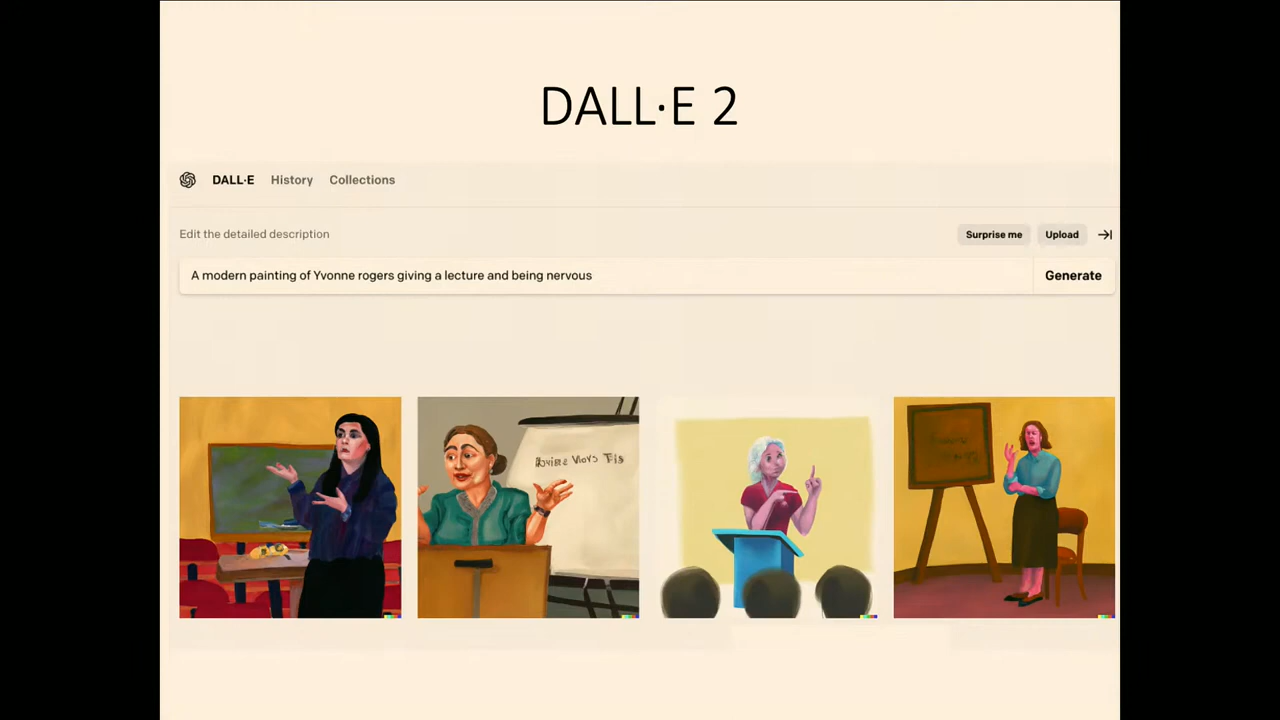 DALL·E 2
DALL·E History Collections
Edit the detailed description
Surprise me Upload
A modern painting of Yvonne rogers giving a lecture and being nervous
Generate